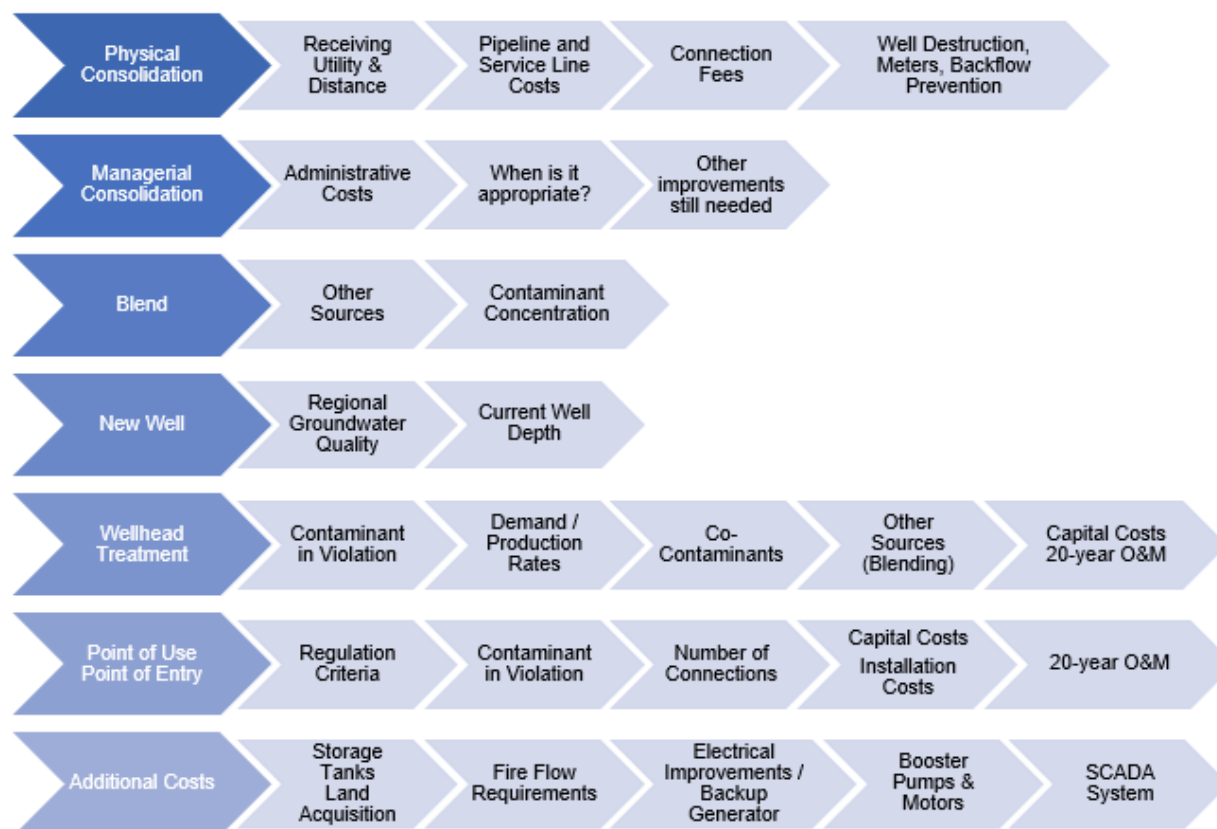 Physical
Consolidation
Receiving
Utility &
Distance
Pipeline and
Service Line
Costs
Connection
Fees
Well Destruction,
Meters, Backflow
Prevention
Managerial
Consolidation
Administrative
Costs
When is it
appropriate?
Other
improvements
still needed
Blend
Other
Sources
Contaminant
Concentration
New Well
Regional
Groundwater
Quality
Current Well
Depth
Wellhead
Treatment
Contaminant
in Violation
Demand /
Production
Rates
Co-
Contaminants
Other
Sources
(Blending)
Capital Costs
20-year O&M
Point of Use
Point of Entry
Regulation
Criteria
Contaminant
in Violation
Number of
Connections
Capital Costs
Installation
Costs
20-year O&M
Additional Costs
Storage
Tanks
Land
Acquisition
Fire Flow
Requirements
Electrical
Improvements /
Backup
Generator
Booster
Pumps &
Motors
SCADA
System